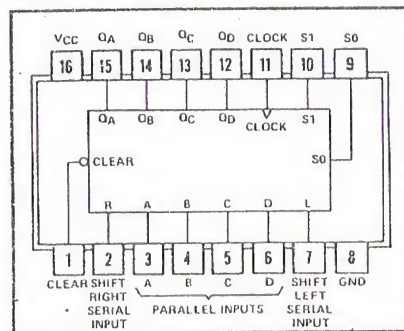 VCC QA QB QC QD CLOCK S1 S0
16 15 14 13 12 11 10 9
QA QB QC QD CLOCK S1
CLEAR S0
R A B C D L
1 2 3 4 5 6 7 8
CLEAR SHIFT A B C D SHIFT GND
RIGHT PARALLEL INPUTS LEFT
SERIAL SERIAL
INPUT INPUT